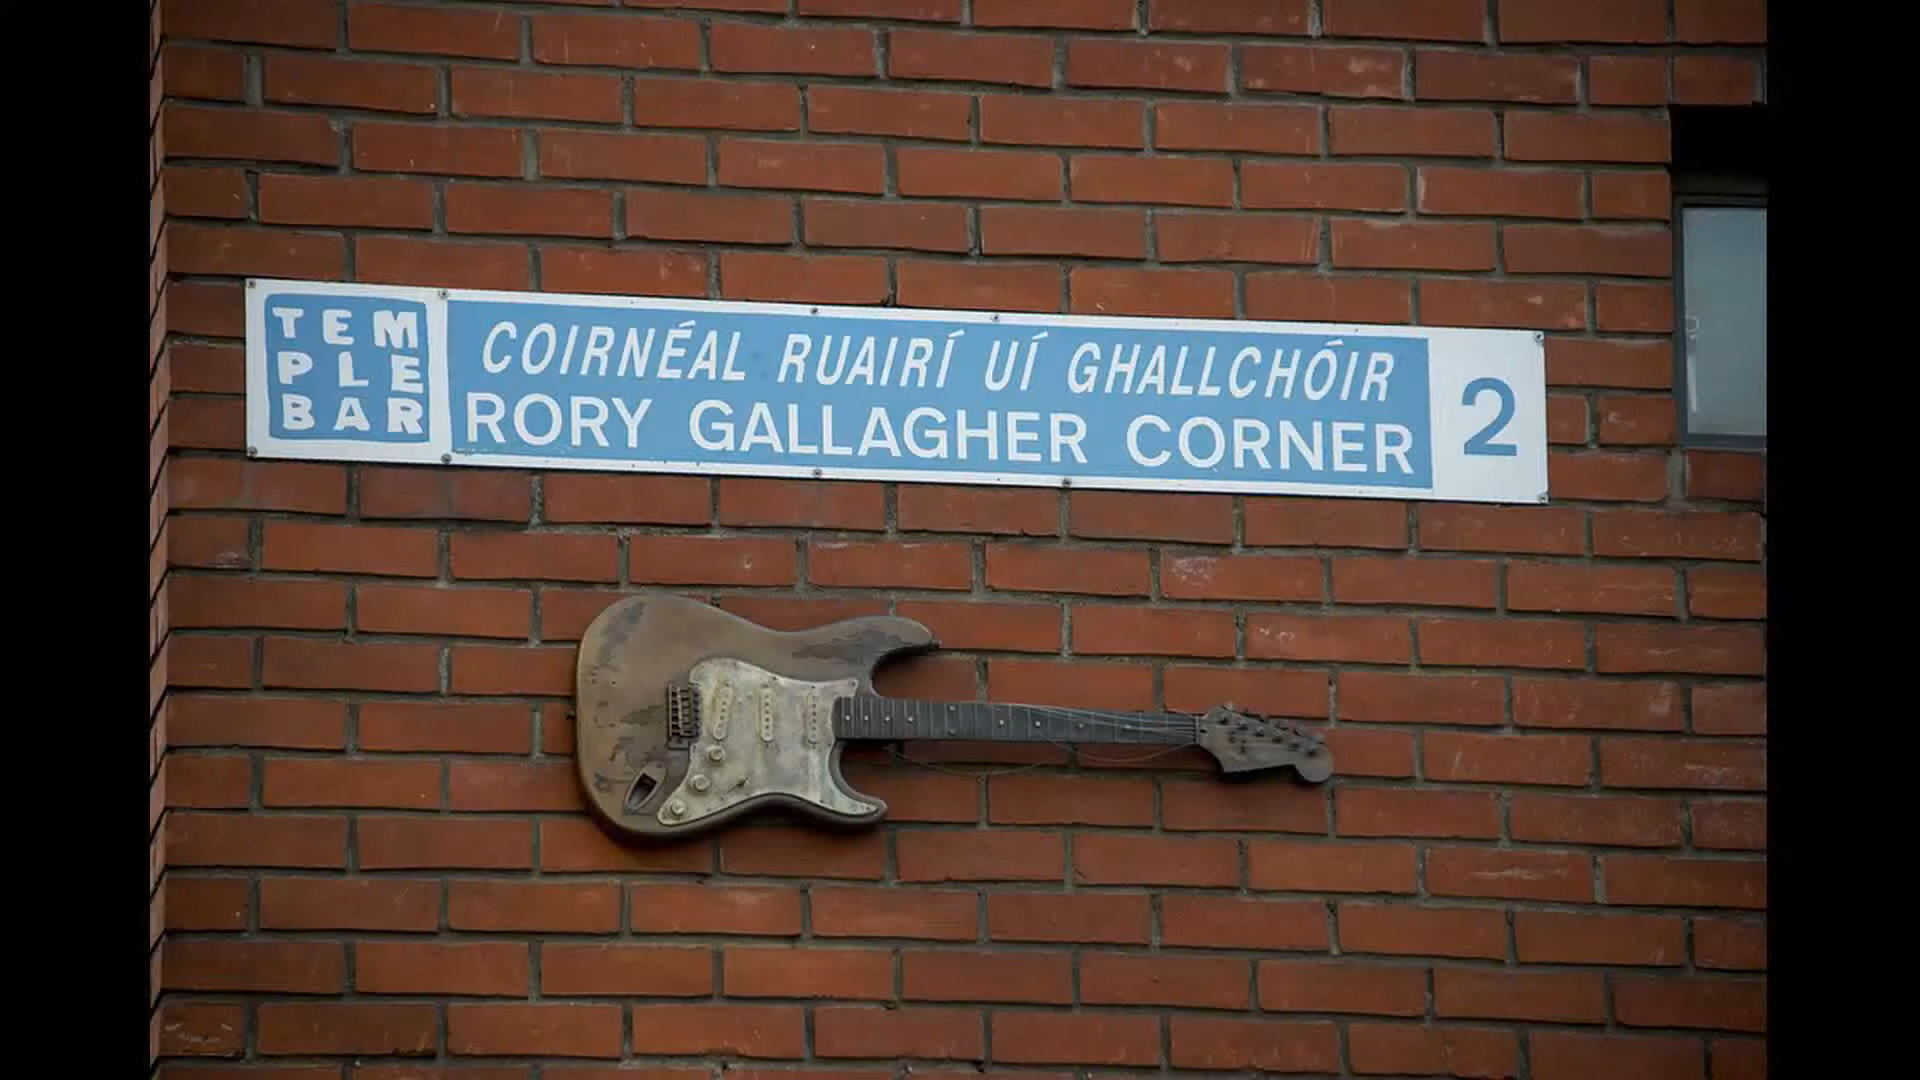 TEM
PLE
BAR
COIRNÉAL RUAIRÍ UÍ GHALLCHÓIR
RORY GALLAGHER CORNER
2